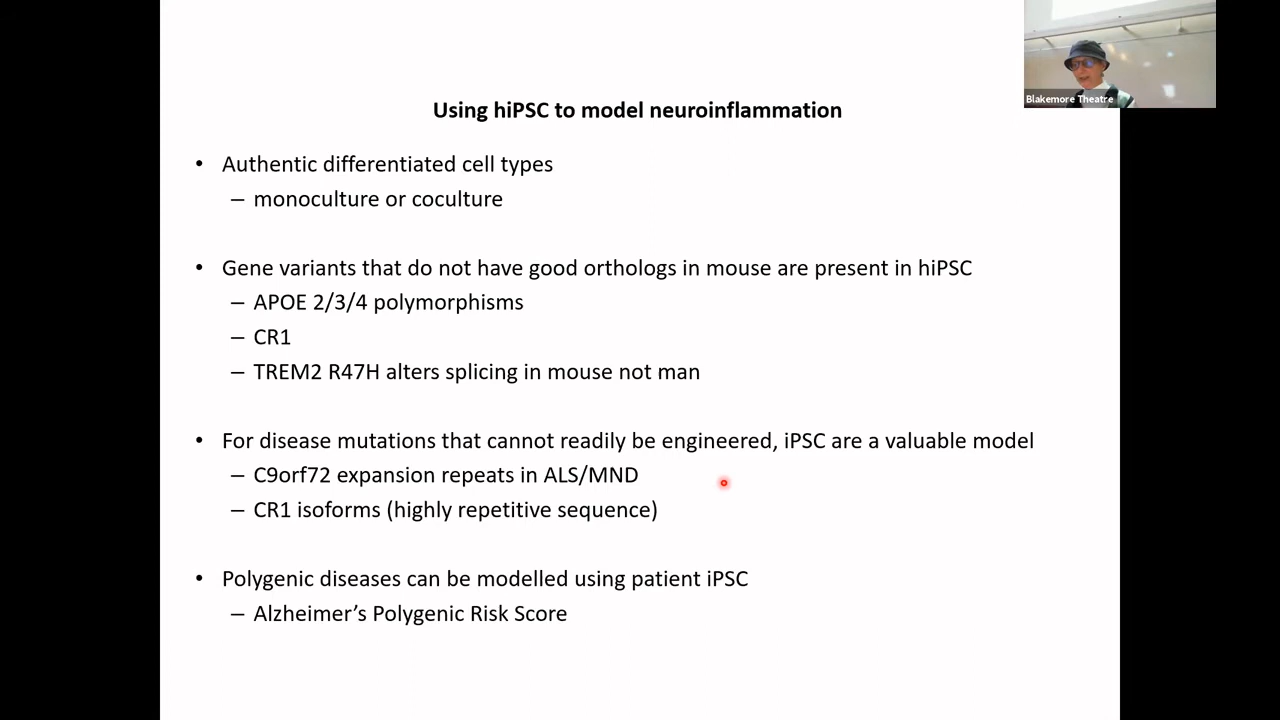 Blakemore Theatre
Using hiPSC to model neuroinflammation
• Authentic differentiated cell types
– monoculture or coculture
• Gene variants that do not have good orthologs in mouse are present in hiPSC
– APOE 2/3/4 polymorphisms
– CR1
– TREM2 R47H alters splicing in mouse not man
• For disease mutations that cannot readily be engineered, iPSC are a valuable model
– C9orf72 expansion repeats in ALS/MND
– CR1 isoforms (highly repetitive sequence)
• Polygenic diseases can be modelled using patient iPSC
– Alzheimer’s Polygenic Risk Score